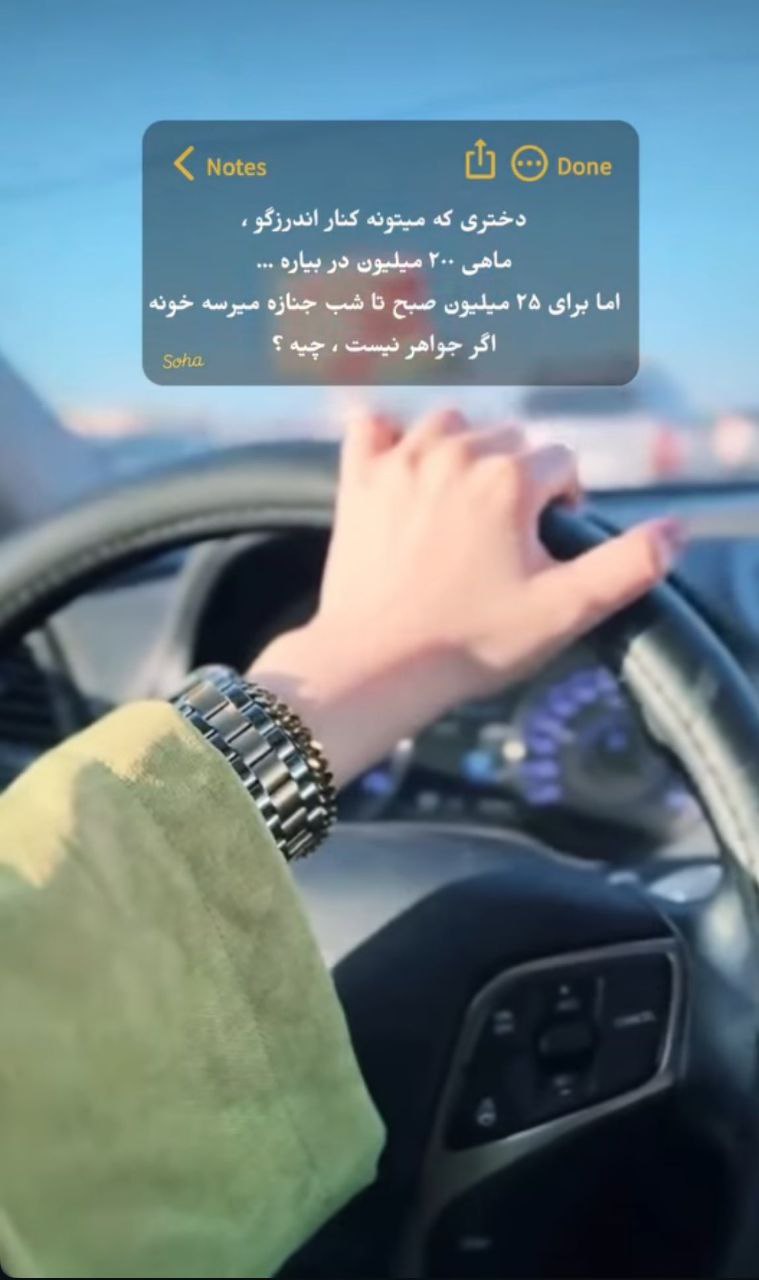 Notes Done
دختری که میتونه کنار اندرزگو ،
ماهی ۲۰۰ میلیون در بیاره ...
اما برای ۲۵ میلیون صبح تا شب جنازه میرسه خونه
اگر جواهر نیست ، چیه ؟
Soha